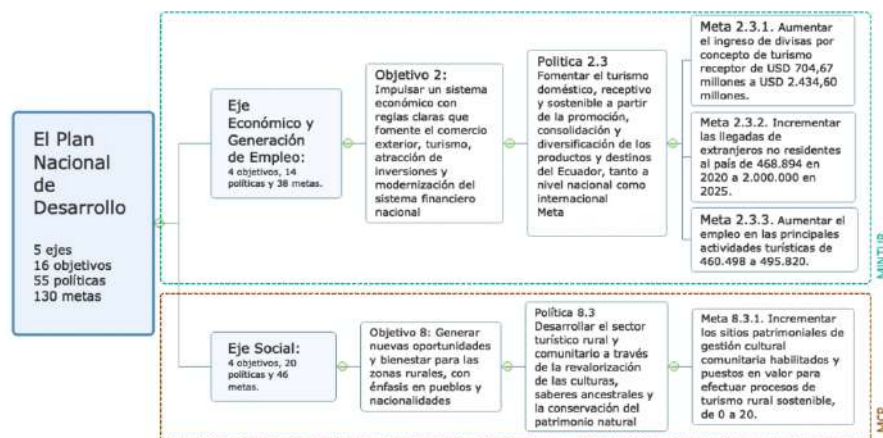 El Plan
Nacional
de
Desarrollo
5 ejes
16 objetivos
55 políticas
130 metas
Eje
Económico y
Generación
de Empleo:
4 objetivos, 14
políticas y 38 metas.
Objetivo 2:
Impulsar un sistema
económico con
reglas claras que
fomente el comercio
exterior, turismo,
atracción de
inversiones y
modernización del
sistema financiero
nacional
Politica 2.3
Fomentar el turismo
doméstico, receptivo
y sostenible a partir
de la promoción,
consolidación y
diversificación de los
productos y destinos
del Ecuador, tanto a
nivel nacional como
internacional
Meta
Meta 2.3.1. Aumentar
el ingreso de divisas por
concepto de turismo
receptor de USD 704,67
millones a USD 2.434,60
millones.
Meta 2.3.2. Incrementar
las llegadas de
extranjeros no residentes
al país de 468.894 en
2020 a 2.000.000 en
2025.
Meta 2.3.3. Aumentar el
empleo en las principales
actividades turísticas de
460.498 a 495.820.
MINTUR
Eje Social:
4 objetivos, 20
políticas y 46
metas.
Objetivo 8: Generar
nuevas oportunidades
y bienestar para las
zonas rurales, con
énfasis en pueblos y
nacionalidades
Política 8.3
Desarrollar el sector
turístico rural y
comunitario a través
de la revalorización
de las culturas,
saberes ancestrales y
la conservación del
patrimonio natural
Meta 8.3.1. Incrementar
los sitios patrimoniales de
gestión cultural
comunitaria habilitados y
puestos en valor para
efectuar procesos de
turismo rural sostenible,
de 0 a 20.